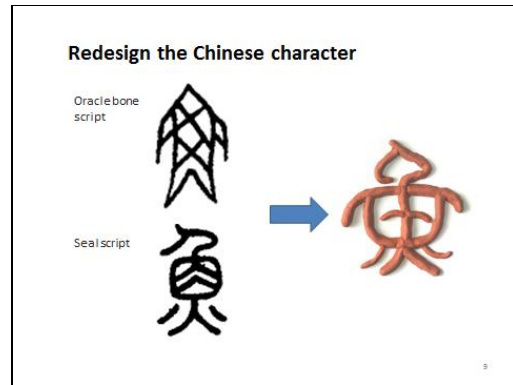 Redesign the Chinese character
Oracle bone
script
Seal script
9